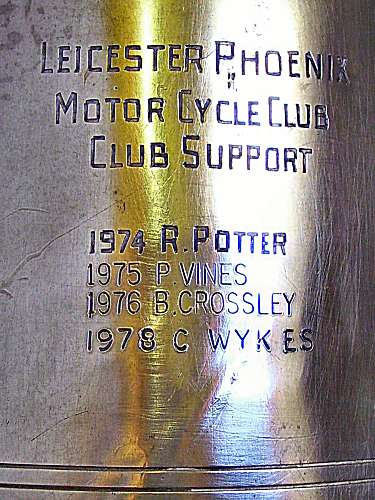 LEICESTER PHOENIX
MOTOR CYCLE CLUB
CLUB SUPPORT
1974 R.POTTER
1975 P.VINES
1976 B.CROSSLEY
1978 C WYKES